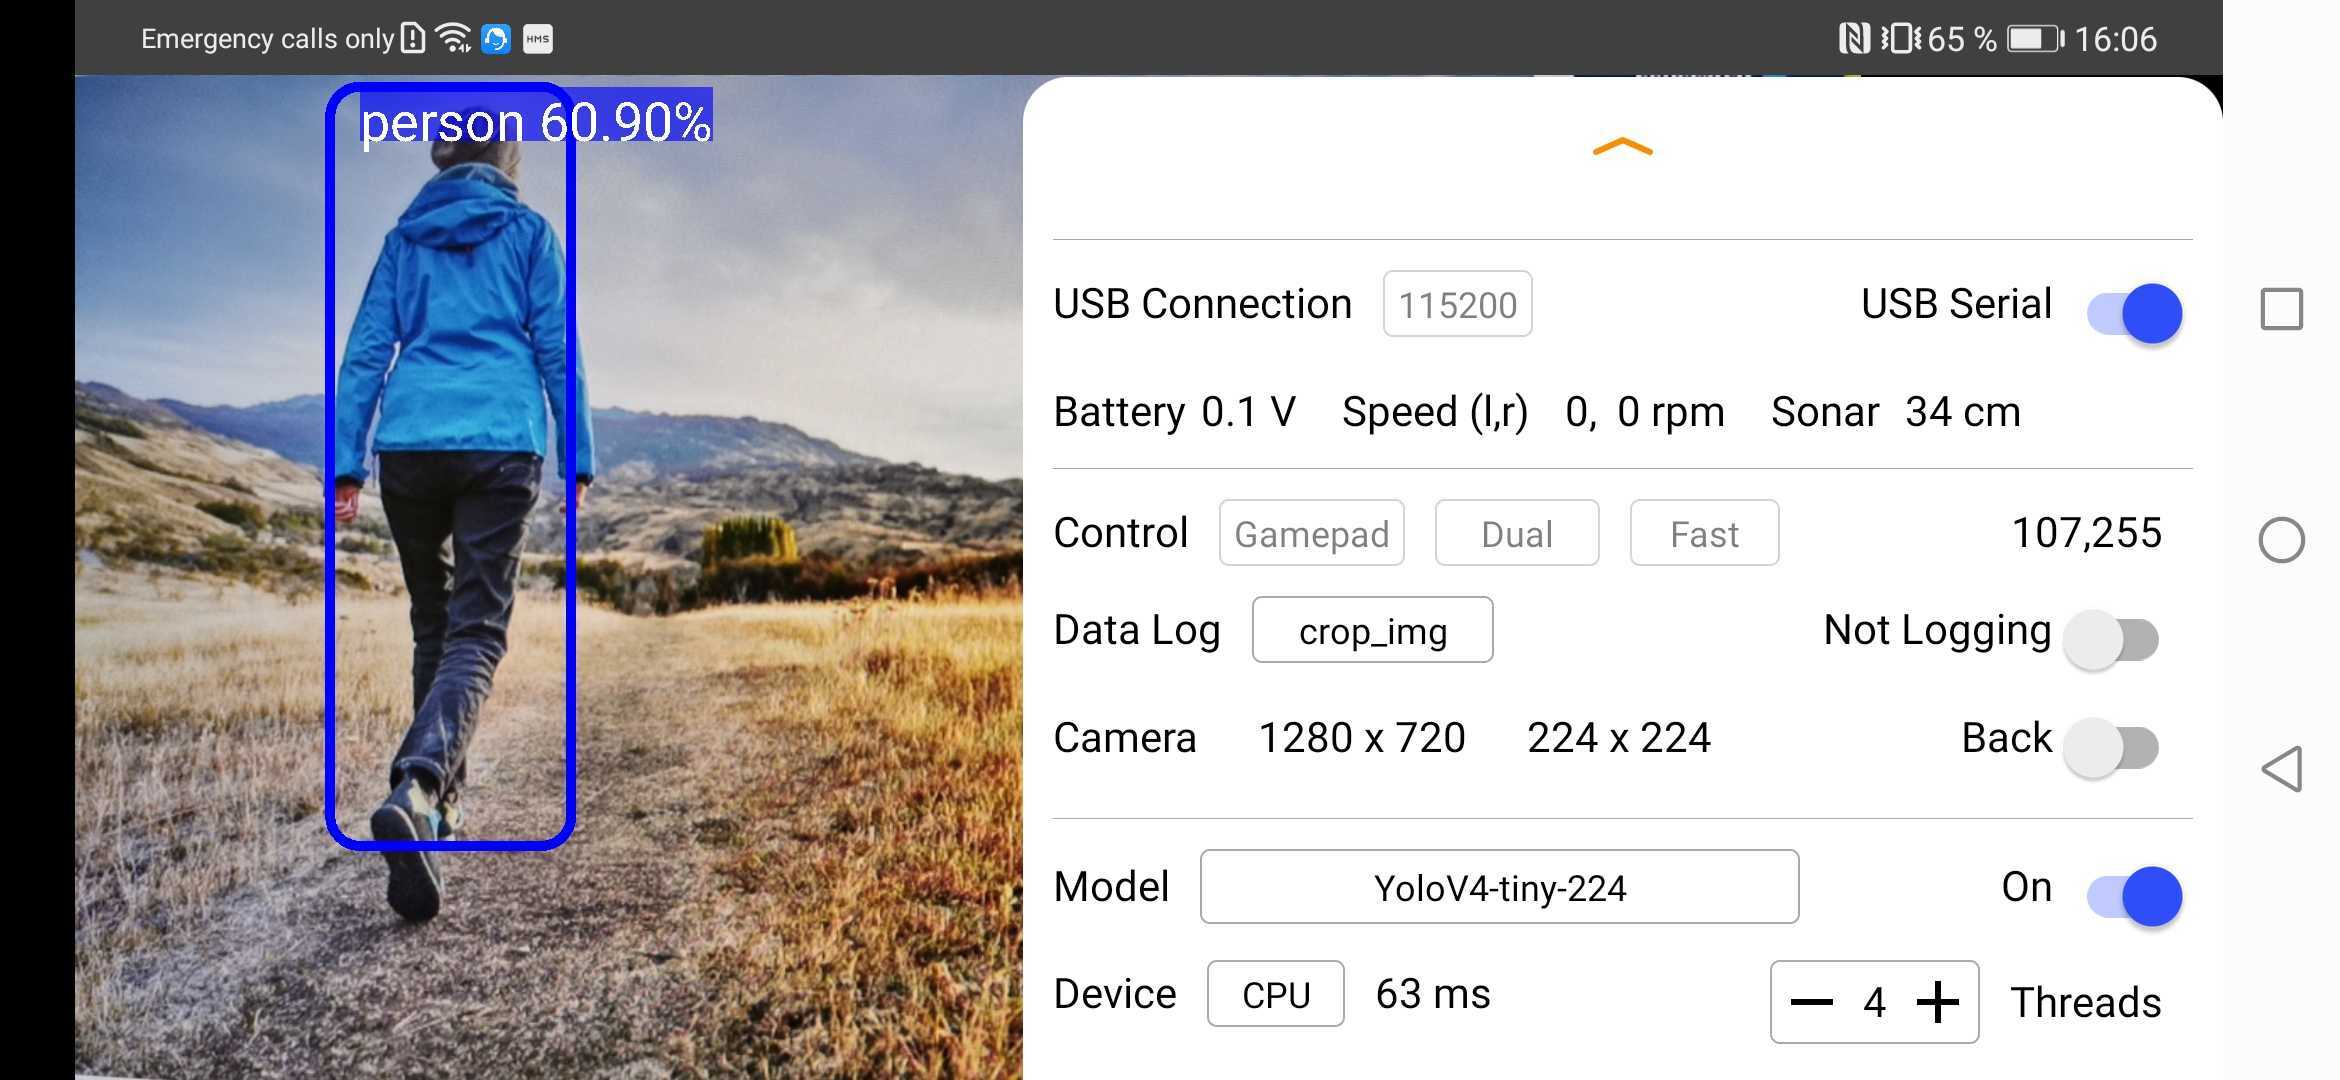 Emergency calls only HMS 65 % 16:06
person 60.90%
USB Connection 115200 USB Serial
Battery 0.1 V Speed (l,r) 0, 0 rpm Sonar 34 cm
Control Gamepad Dual Fast 107,255
Data Log crop_img Not Logging
Camera 1280 x 720 224 x 224 Back
Model YoloV4-tiny-224 On
Device CPU 63 ms 4 Threads